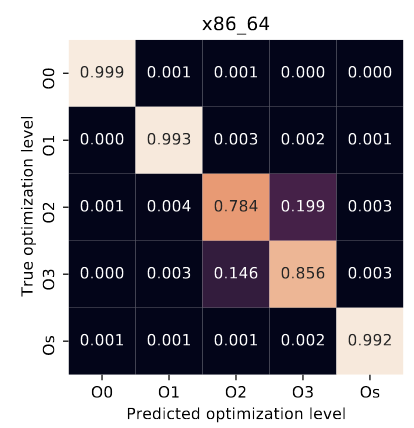 x86_64
True optimization level
O0 0.999 0.001 0.001 0.000 0.000
O1 0.000 0.993 0.003 0.002 0.001
O2 0.001 0.004 0.784 0.199 0.003
O3 0.000 0.003 0.146 0.856 0.003
Os 0.001 0.001 0.001 0.002 0.992
O0 O1 O2 O3 Os
Predicted optimization level